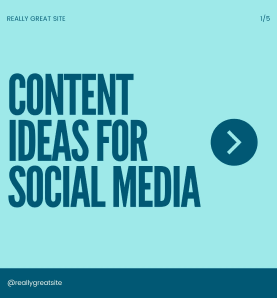 REALLY GREAT SITE
1/5
CONTENT
IDEAS FOR
SOCIAL MEDIA
@reallygreatsite